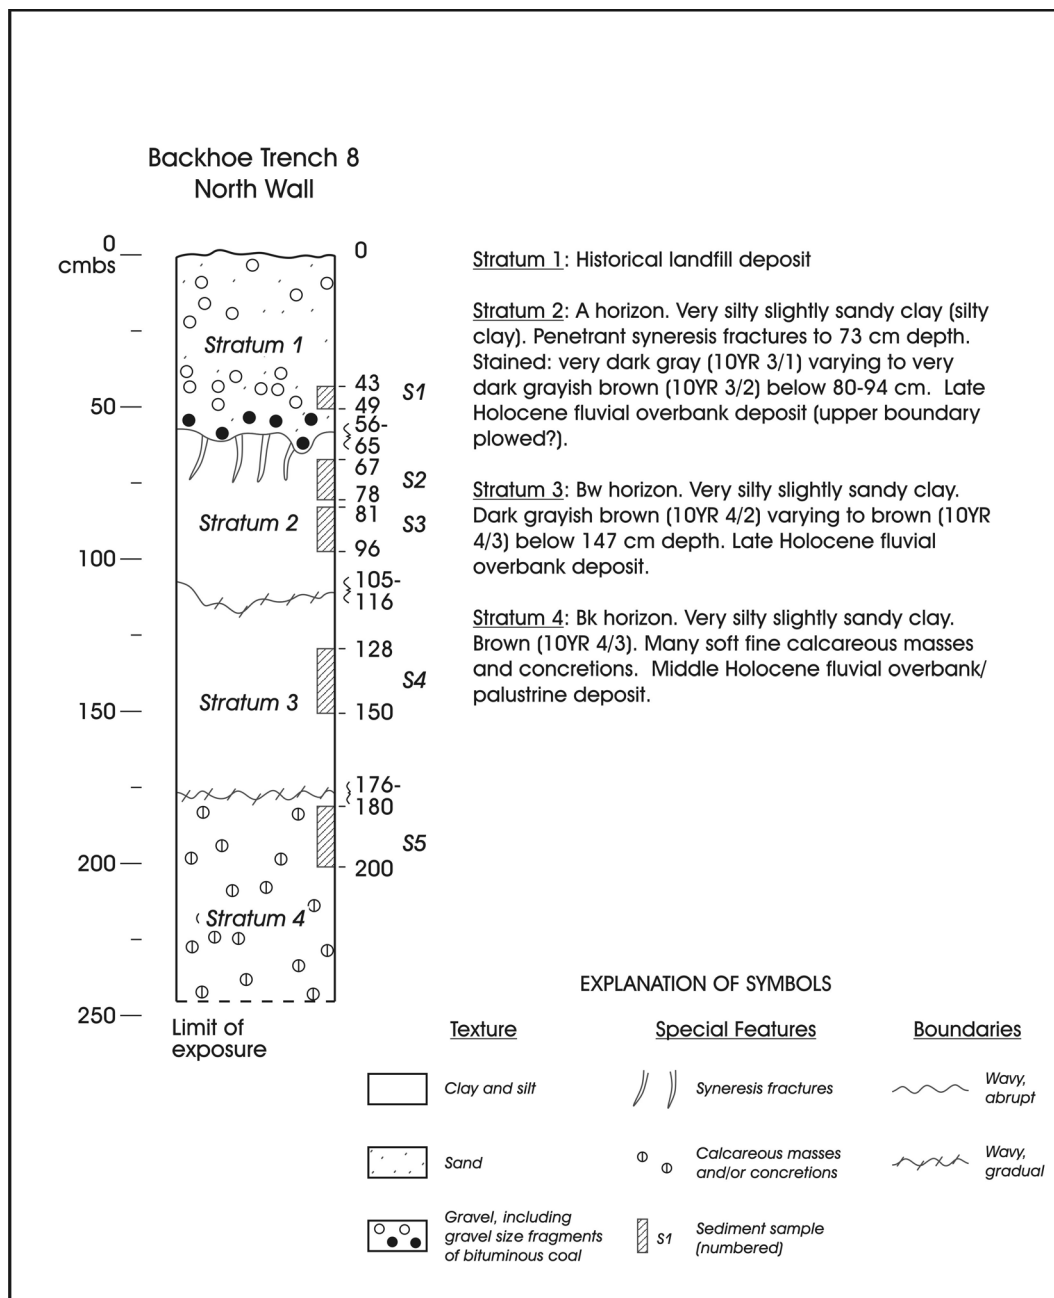 Backhoe Trench 8
North Wall
0
cmbs
50
100
150
200
250
0
43
49
56-
65
67
78
81
96
105-
116
128
150
176-
180
200
S1
S2
S3
S4
S5
Stratum 1
Stratum 2
Stratum 3
Stratum 4
Limit of
exposure
Stratum 1: Historical landfill deposit
Stratum 2: A horizon. Very silty slightly sandy clay (silty
clay). Penetrant syneresis fractures to 73 cm depth.
Stained: very dark gray (10YR 3/1) varying to very
dark grayish brown (10YR 3/2) below 80-94 cm. Late
Holocene fluvial overbank deposit (upper boundary
plowed?).
Stratum 3: Bw horizon. Very silty slightly sandy clay.
Dark grayish brown (10YR 4/2) varying to brown (10YR
4/3) below 147 cm depth. Late Holocene fluvial
overbank deposit.
Stratum 4: Bk horizon. Very silty slightly sandy clay.
Brown (10YR 4/3). Many soft fine calcareous masses
and concretions. Middle Holocene fluvial overbank/
palustrine deposit.
EXPLANATION OF SYMBOLS
Texture
Clay and silt
Sand
Gravel, including
gravel size fragments
of bituminous coal
Special Features
Syneresis fractures
Calcareous masses
and/or concretions
S1
Sediment sample
(numbered)
Boundaries
Wavy,
abrupt
Wavy,
gradual